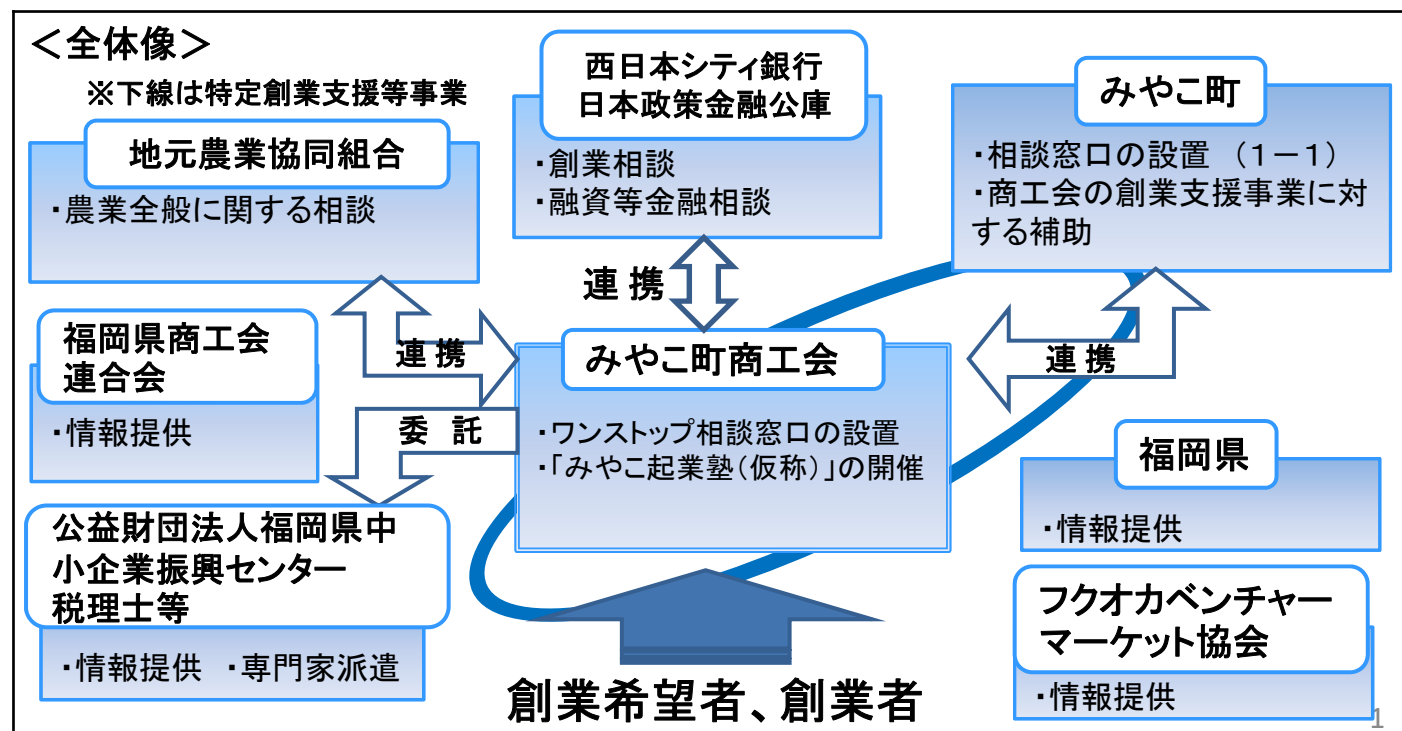 ＜全体像＞
※下線は特定創業支援等事業
地元農業協同組合
・農業全般に関する相談
西日本シティ銀行
日本政策金融公庫
・創業相談
・融資等金融相談
みやこ町
・相談窓口の設置　（１－１）
・商工会の創業支援事業に対
する補助
連 携
連 携
連 携
福岡県商工会
連合会
・情報提供
みやこ町商工会
・ワンストップ相談窓口の設置
・「みやこ起業塾（仮称）」の開催
委 託
公益財団法人福岡県中
小企業振興センター
税理士等
・情報提供　・専門家派遣
福岡県
・情報提供
フクオカベンチャー
マーケット協会
・情報提供
創業希望者、創業者
1